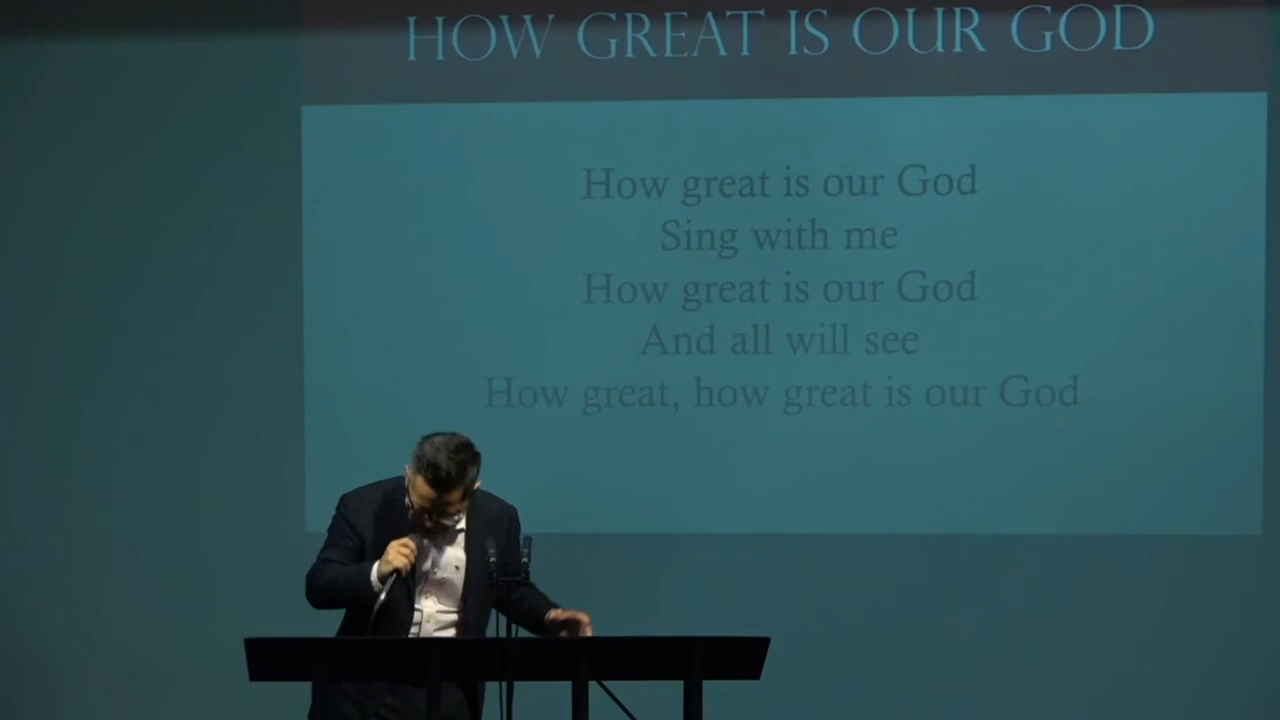 HOW GREAT IS OUR GOD
How great is our God
Sing with me
How great is our God
And all will see
How great, how great is our God